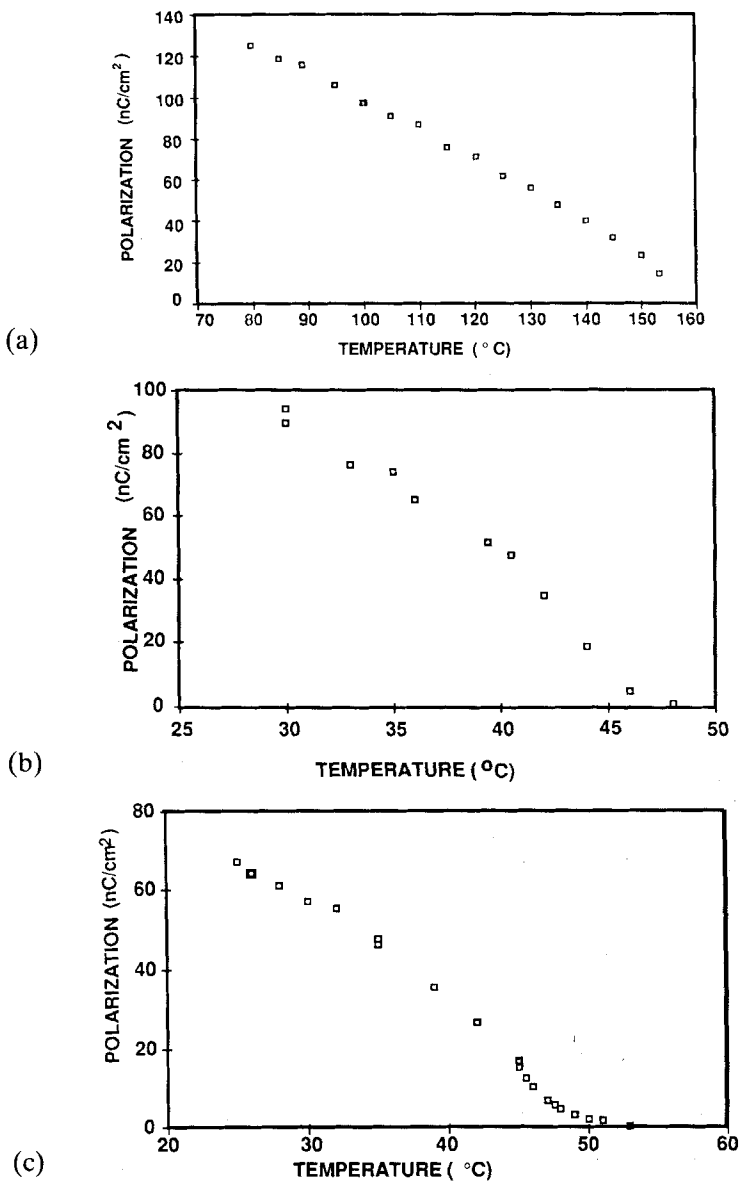 140
120
100
80
60
40
20
0
POLARIZATION (nC/cm2)
70 80 90 100 110 120 130 140 150 160
TEMPERATURE ( ° C)
(a)
100
80
60
40
20
0
POLARIZATION (nC/cm 2)
25 30 35 40 45 50
TEMPERATURE ( °C)
(b)
80
60
40
20
0
POLARIZATION (nC/cm2)
20 30 40 50 60
TEMPERATURE ( °C)
(c)